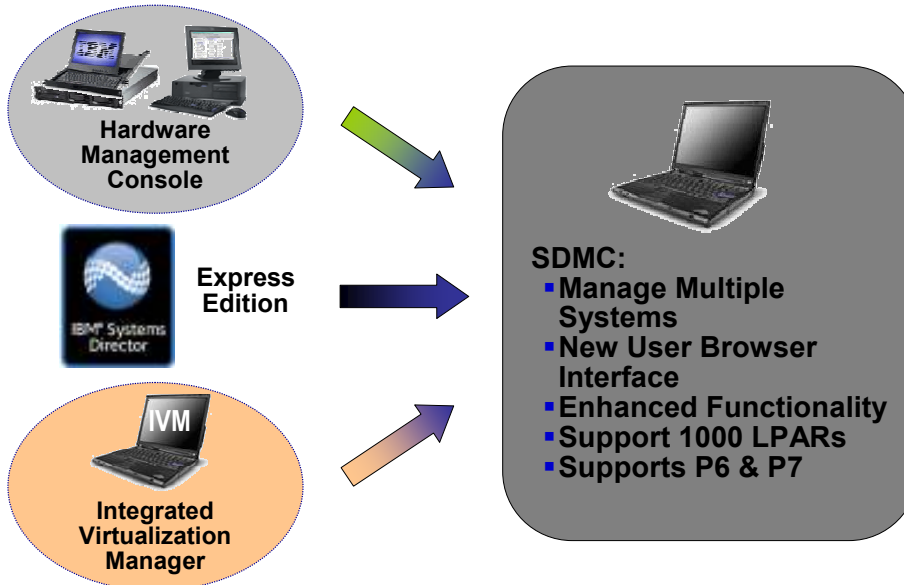 IBM
Hardware
Management
Console
IBM® Systems
Director
Express
Edition
IVM
Integrated
Virtualization
Manager
SDMC:
▪Manage Multiple
Systems
▪New User Browser
Interface
▪Enhanced Functionality
▪Support 1000 LPARs
▪Supports P6 & P7